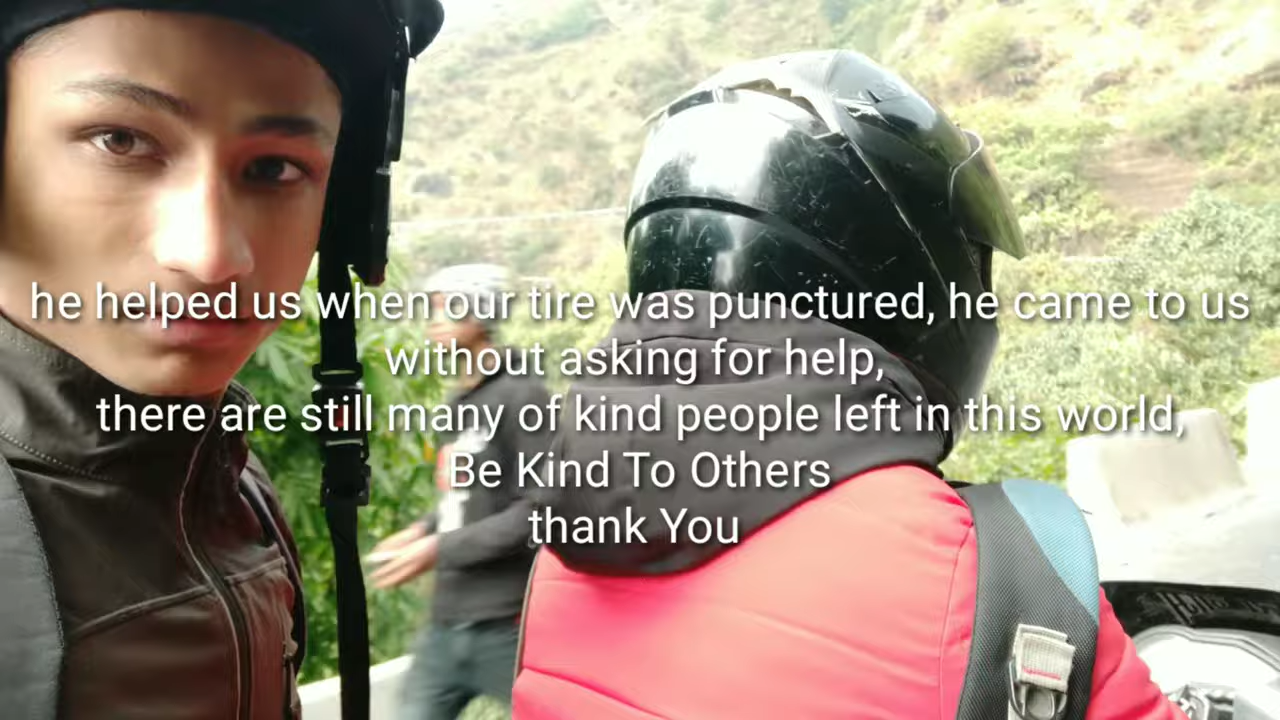 he helped us when our tire was punctured, he came to us
without asking for help,
there are still many of kind people left in this world,
Be Kind To Others
thank You